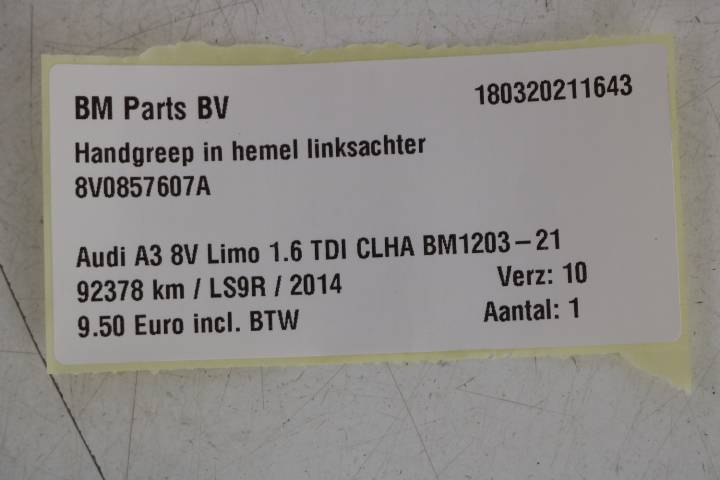 BM Parts BV 180320211643
Handgreep in hemel linksachter
8V0857607A
Audi A3 8V Limo 1.6 TDI CLHA BM1203-21
92378 km / LS9R / 2014 Verz: 10
9.50 Euro incl. BTW Aantal: 1